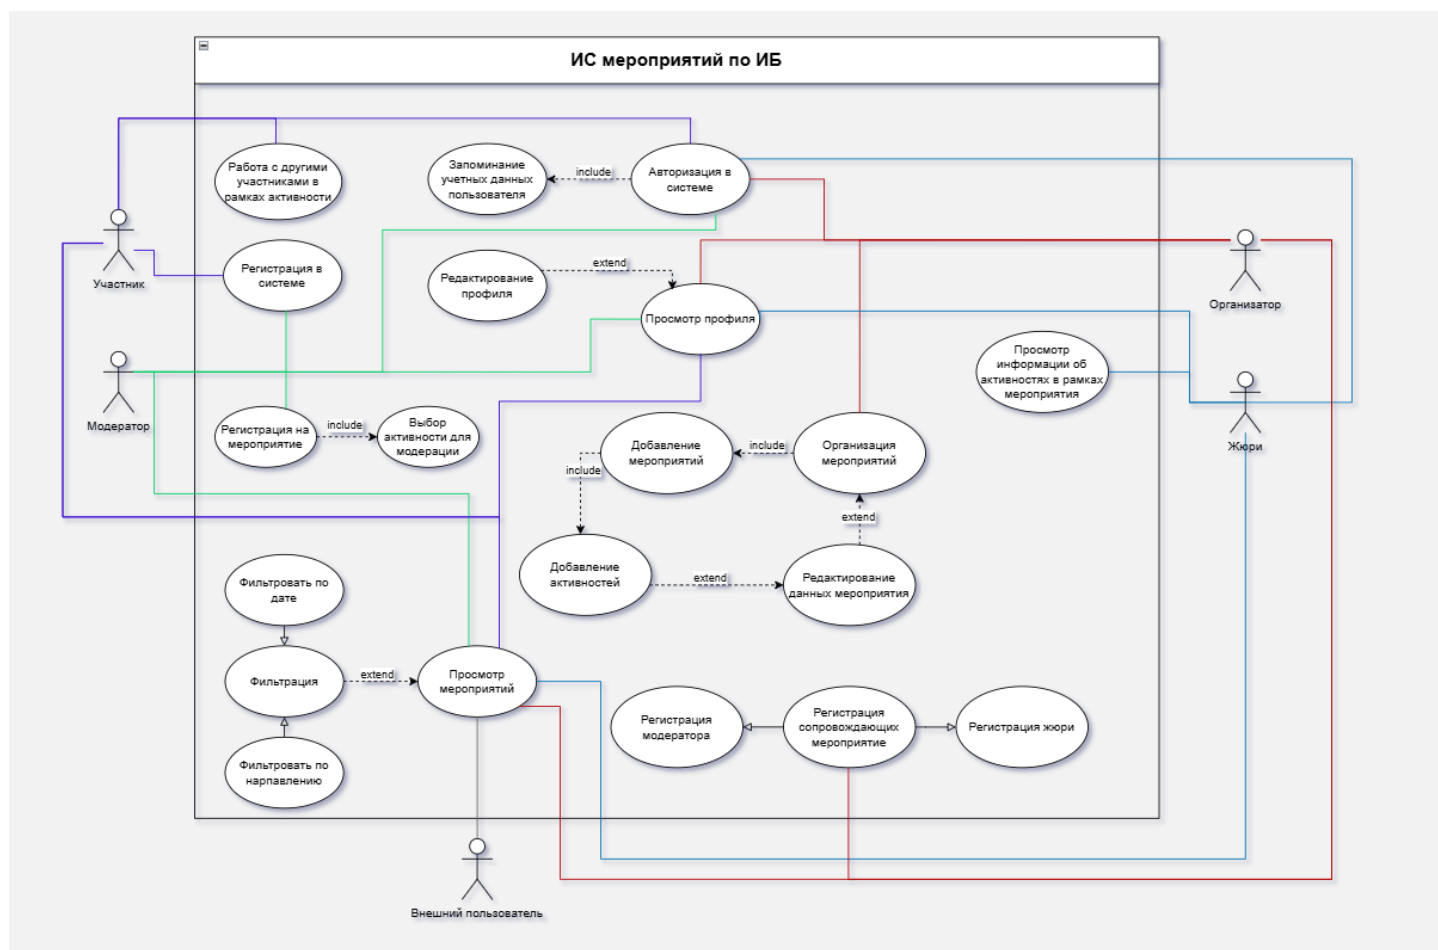 ИС мероприятий по ИБ
Работа с другими
участниками в
рамках активности
Запоминание
учетных данных
пользователя
include
Авторизация в
системе
Участник
Регистрация в
системе
Редактирование
профиля
extend
Просмотр профиля
Организатор
Просмотр
информации об
активностях в рамках
мероприятия
Модератор
Жюри
Регистрация на
мероприятие
include
Выбор
активности для
модерации
Добавление
мероприятий
include
Организация
мероприятий
include
extend
Добавление
активностей
extend
Редактирование
данных мероприятия
Фильтровать по
дате
Фильтрация
extend
Просмотр
мероприятий
Фильтровать по
нарпавлению
Регистрация
модератора
Регистрация
сопровождающих
мероприятие
Регистрация жюри
Внешний пользователь